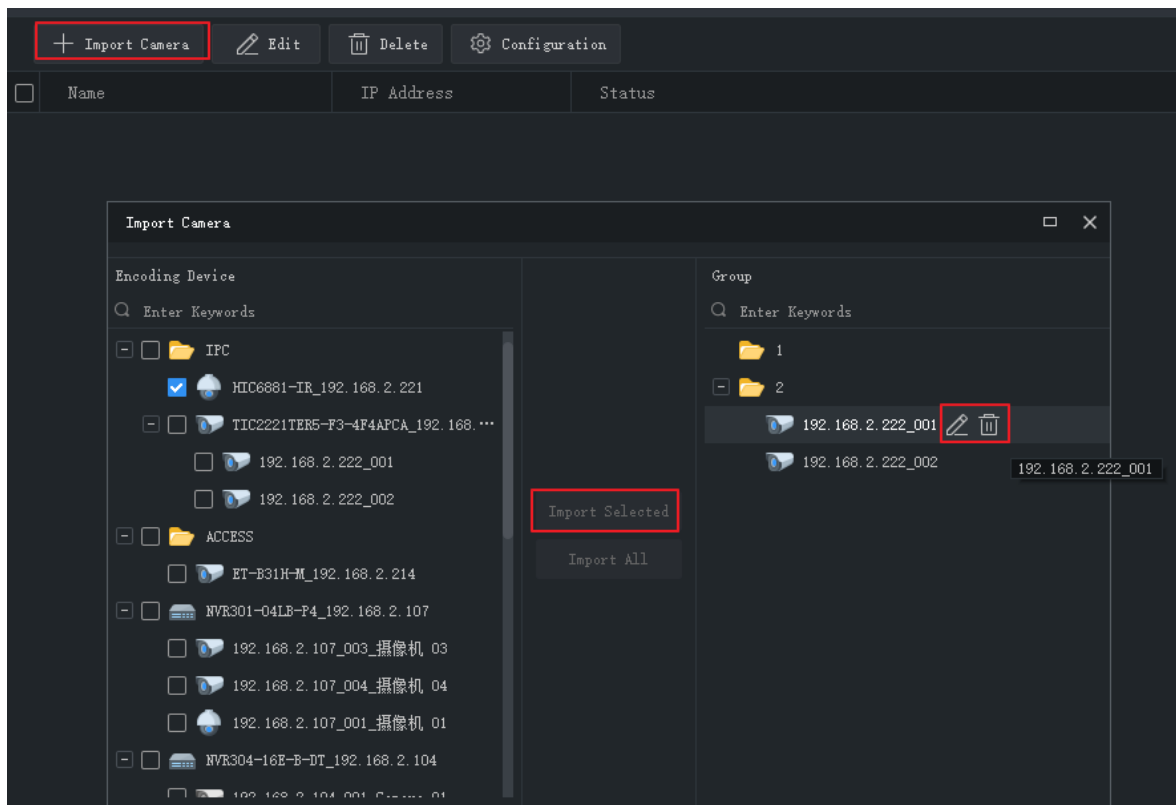 Import Camera Edit Delete Configuration
Name IP Address Status
Import Camera
Encoding Device
Enter Keywords
IPC
HIC6881-IR_192.168.2.221
TIC2221TER5-F3-4F4APCA_192.168.···
192.168.2.222_001
192.168.2.222_002
ACCESS
ET-B31H-M_192.168.2.214
NVR301-04LB-P4_192.168.2.107
192.168.2.107_003_摄像机 03
192.168.2.107_004_摄像机 04
192.168.2.107_001_摄像机 01
NVR304-16E-B-DT_192.168.2.104
192.168.2.104_001_Camera 01
Import Selected
Import All
Group
Enter Keywords
1
2
192.168.2.222_001
192.168.2.222_002
192.168.2.222_001